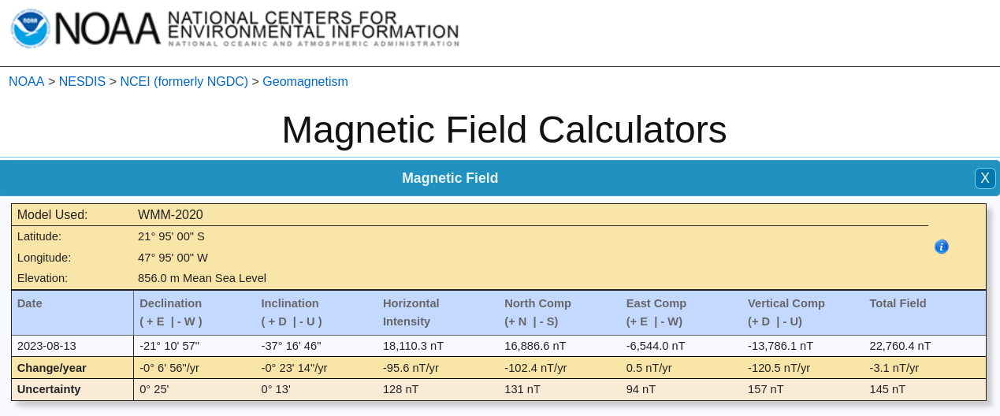 NOAA NATIONAL CENTERS FOR
ENVIRONMENTAL INFORMATION
NATIONAL OCEANIC AND ATMOSPHERIC ADMINISTRATION
NOAA > NESDIS > NCEI (formerly NGDC) > Geomagnetism
Magnetic Field Calculators
Magnetic Field X
Model Used: WMM-2020
Latitude: 21° 95' 00" S
Longitude: 47° 95' 00" W
Elevation: 856.0 m Mean Sea Level
Date Declination Inclination Horizontal North Comp East Comp Vertical Comp Total Field
( + E | - W ) ( + D | - U ) Intensity (+ N | - S) (+ E | - W) (+ D | - U)
2023-08-13 -21° 10' 57" -37° 16' 46" 18,110.3 nT 16,886.6 nT -6,544.0 nT -13,786.1 nT 22,760.4 nT
Change/year -0° 6' 56"/yr -0° 23' 14"/yr -95.6 nT/yr -102.4 nT/yr 0.5 nT/yr -120.5 nT/yr -3.1 nT/yr
Uncertainty 0° 25' 0° 13' 128 nT 131 nT 94 nT 157 nT 145 nT